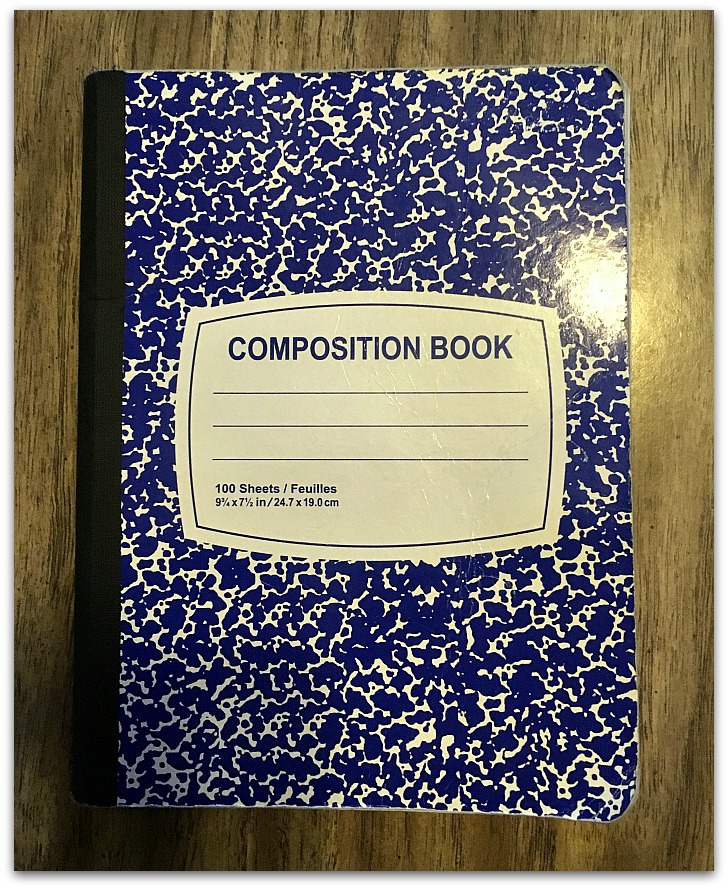 COMPOSITION BOOK
100 Sheets / Feuilles
9¾ x 7½ in / 24.7 x 19.0 cm